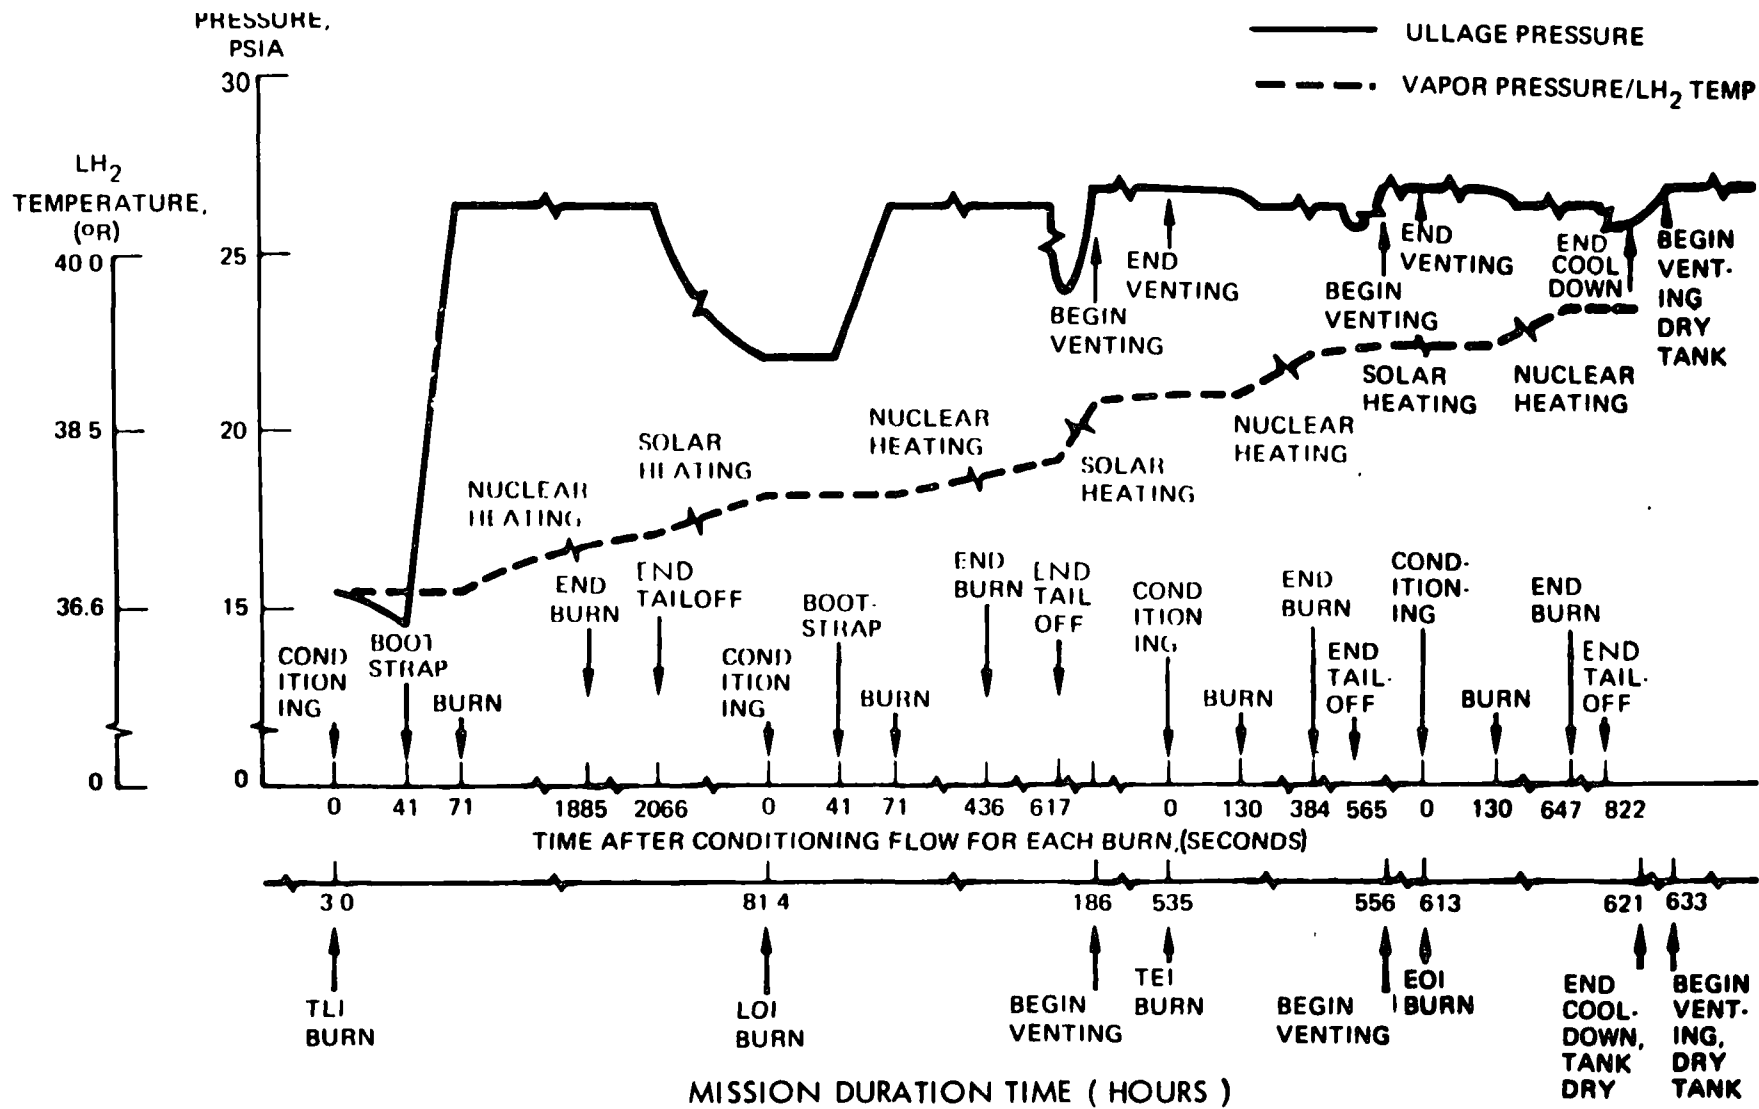 PRESSURE,
PSIA
ULLAGE PRESSURE
VAPOR PRESSURE/LH2 TEMP
30
25
20
15
0
LH2
TEMPERATURE,
(OR)
40 0
38 5
36.6
0
END
VENTING
BEGIN
VENTING
END
VENTING
BEGIN
VENTING
END
COOL
DOWN
BEGIN
VENT-
ING
DRY
TANK
NUCLEAR
HEATING
SOLAR
HEATING
NUCLEAR
HEATING
SOLAR
HEATING
NUCLEAR
HEATING
SOLAR
HEATING
NUCLEAR
HEATING
COND
ITION
ING
BOOT
STRAP
BURN
END
BURN
END
TAILOFF
COND
ITION
ING
BOOT-
STRAP
BURN
END
BURN
END
TAIL
OFF
COND
ITION
ING
BURN
END
BURN
END
TAIL-
OFF
COND-
ITION-
ING
BURN
END
BURN
END
TAIL-
OFF
0 41 71 1885 2066 0 41 71 436 617 0 130 384 565 0 130 647 822
TIME AFTER CONDITIONING FLOW FOR EACH BURN,(SECONDS)
3 0 81 4 186 535 556 613 621 633
TLI
BURN
LOI
BURN
BEGIN
VENTING
TEI
BURN
BEGIN
VENTING
EOI
BURN
END
COOL-
DOWN,
TANK
DRY
BEGIN
VENT-
ING,
DRY
TANK
MISSION DURATION TIME ( HOURS )